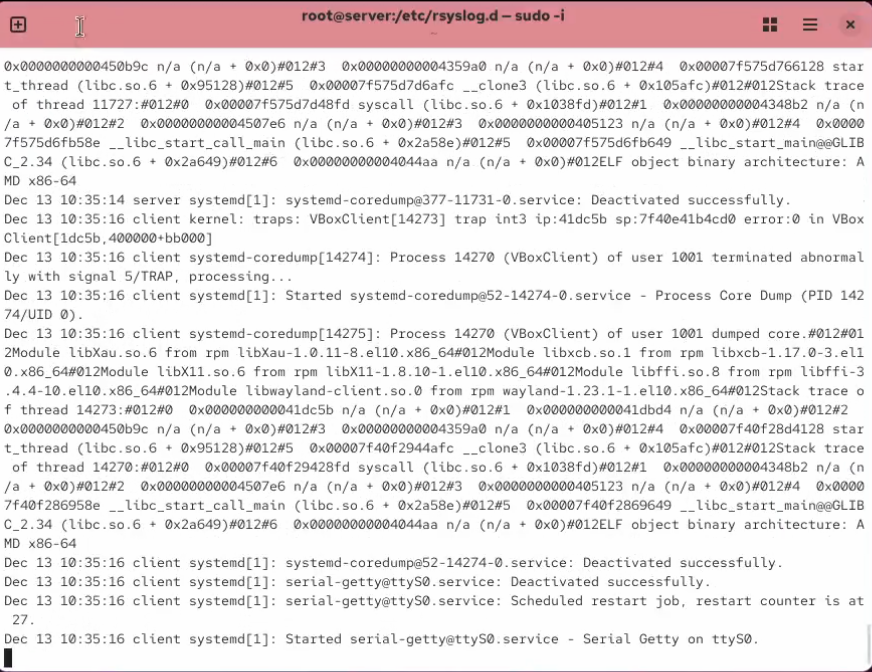 root@server:/etc/rsyslog.d — sudo -i
0x0000000000450b9c n/a (n/a + 0x0)#012#3  0x00000000004359a0 n/a (n/a + 0x0)#012#4  0x00007f575d766128 star
t_thread (libc.so.6 + 0x95128)#012#5  0x00007f575d7d6afc __clone3 (libc.so.6 + 0x105afc)#012#012Stack trace
 of thread 11727:#012#0  0x00007f575d7d48fd syscall (libc.so.6 + 0x1038fd)#012#1  0x00000000004348b2 n/a (n
/a + 0x0)#012#2  0x00000000004507e6 n/a (n/a + 0x0)#012#3  0x0000000000405123 n/a (n/a + 0x0)#012#4  0x0000
7f575d6fb58e __libc_start_call_main (libc.so.6 + 0x2a58e)#012#5  0x00007f575d6fb649 __libc_start_main@@GLIB
C_2.34 (libc.so.6 + 0x2a649)#012#6  0x00000000004044aa n/a (n/a + 0x0)#012ELF object binary architecture: A
MD x86-64
Dec 13 10:35:14 server systemd[1]: systemd-coredump@377-11731-0.service: Deactivated successfully.
Dec 13 10:35:16 client kernel: traps: VBoxClient[14273] trap int3 ip:41dc5b sp:7f40e41b4cd0 error:0 in VBox
Client[1dc5b,400000+bb000]
Dec 13 10:35:16 client systemd-coredump[14274]: Process 14270 (VBoxClient) of user 1001 terminated abnormal
ly with signal 5/TRAP, processing...
Dec 13 10:35:16 client systemd[1]: Started systemd-coredump@52-14274-0.service - Process Core Dump (PID 142
74/UID 0).
Dec 13 10:35:16 client systemd-coredump[14275]: Process 14270 (VBoxClient) of user 1001 dumped core.#012#01
2Module libXau.so.6 from rpm libXau-1.0.11-8.el10.x86_64#012Module libxcb.so.1 from rpm libxcb-1.17.0-3.el1
0.x86_64#012Module libX11.so.6 from rpm libX11-1.8.10-1.el10.x86_64#012Module libffi.so.8 from rpm libffi-3
.4.4-10.el10.x86_64#012Module libwayland-client.so.0 from rpm wayland-1.23.1-1.el10.x86_64#012Stack trace o
f thread 14273:#012#0  0x000000000041dc5b n/a (n/a + 0x0)#012#1  0x000000000041dbd4 n/a (n/a + 0x0)#012#2
0x0000000000450b9c n/a (n/a + 0x0)#012#3  0x00000000004359a0 n/a (n/a + 0x0)#012#4  0x00007f40f28d4128 star
t_thread (libc.so.6 + 0x95128)#012#5  0x00007f40f2944afc __clone3 (libc.so.6 + 0x105afc)#012#012Stack trace
 of thread 14270:#012#0  0x00007f40f29428fd syscall (libc.so.6 + 0x1038fd)#012#1  0x00000000004348b2 n/a (n
/a + 0x0)#012#2  0x00000000004507e6 n/a (n/a + 0x0)#012#3  0x0000000000405123 n/a (n/a + 0x0)#012#4  0x0000
7f40f286958e __libc_start_call_main (libc.so.6 + 0x2a58e)#012#5  0x00007f40f2869649 __libc_start_main@@GLIB
C_2.34 (libc.so.6 + 0x2a649)#012#6  0x00000000004044aa n/a (n/a + 0x0)#012ELF object binary architecture: A
MD x86-64
Dec 13 10:35:16 client systemd[1]: systemd-coredump@52-14274-0.service: Deactivated successfully.
Dec 13 10:35:16 client systemd[1]: serial-getty@ttyS0.service: Deactivated successfully.
Dec 13 10:35:16 client systemd[1]: serial-getty@ttyS0.service: Scheduled restart job, restart counter is at
 27.
Dec 13 10:35:16 client systemd[1]: Started serial-getty@ttyS0.service - Serial Getty on ttyS0.